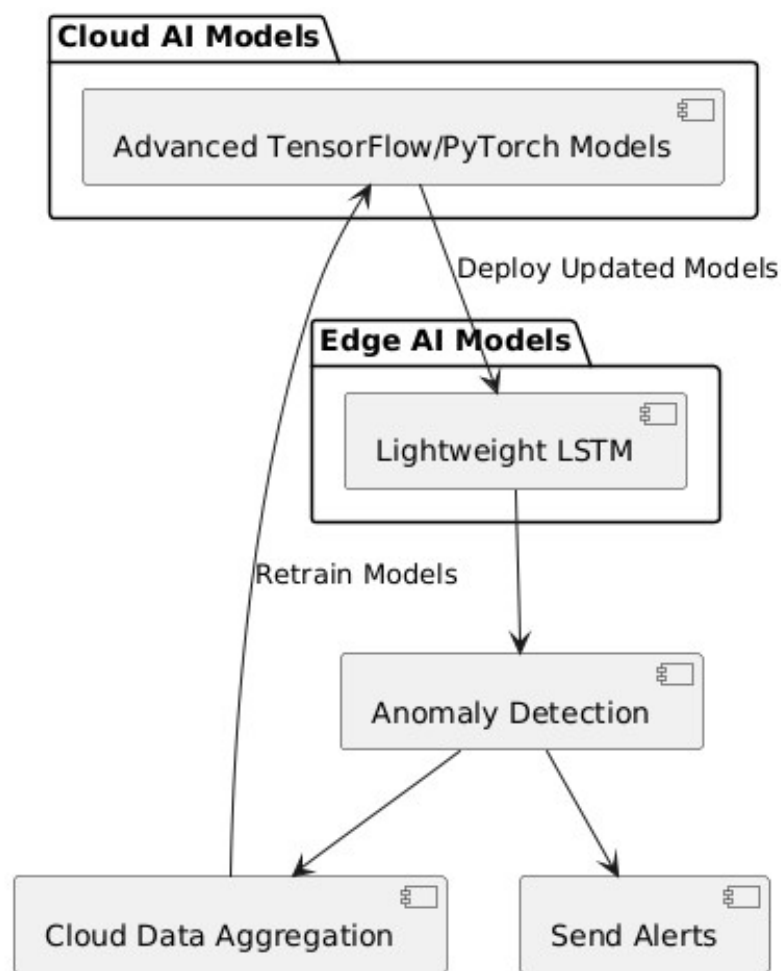 Cloud AI Models
Advanced TensorFlow/PyTorch Models
Deploy Updated Models
Edge AI Models
Lightweight LSTM
Retrain Models
Anomaly Detection
Cloud Data Aggregation
Send Alerts